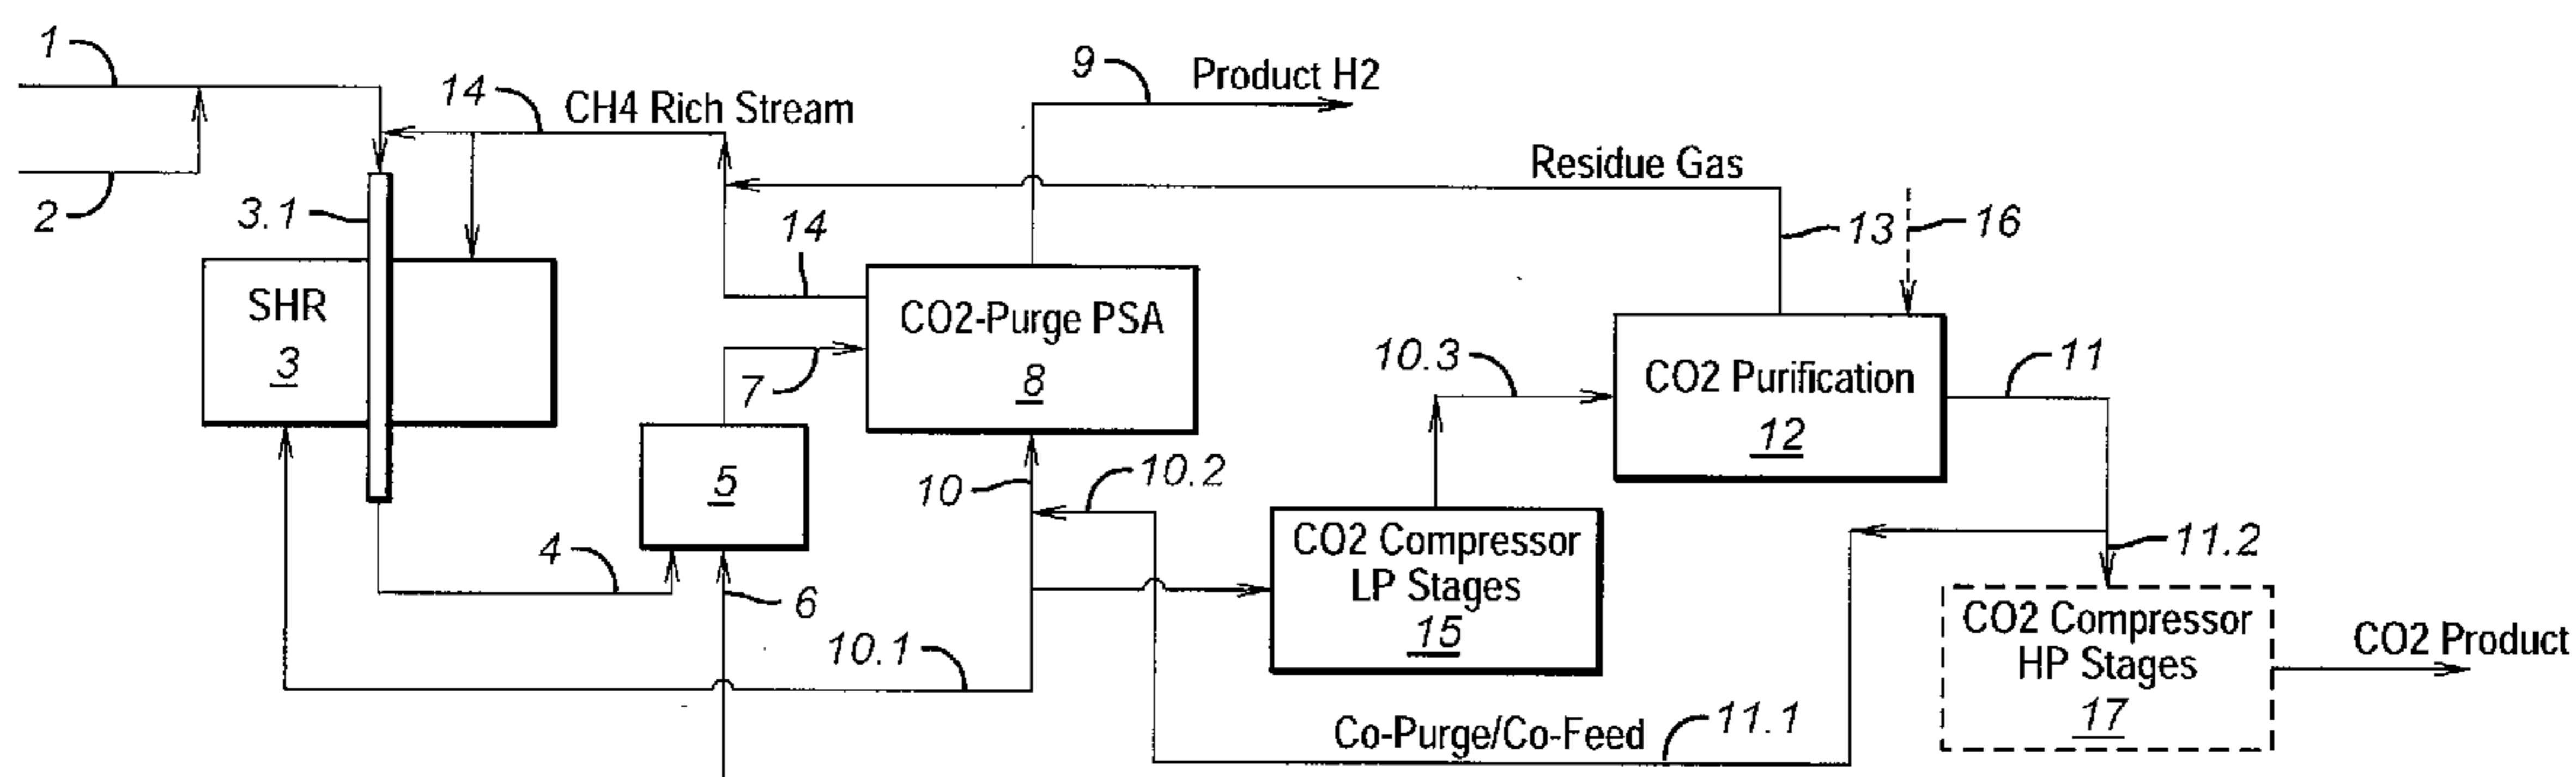 1
9
Product H2
14
CH4 Rich Stream
Residue Gas
2
3.1
14
13
16
SHR
3
CO2-Purge PSA
8
7
10.3
CO2 Purification
12
11
5
10
10.2
4
6
CO2 Compressor
LP Stages
15
11.2
10.1
CO2 Compressor
HP Stages
17
CO2 Product
Co-Purge/Co-Feed
11.1